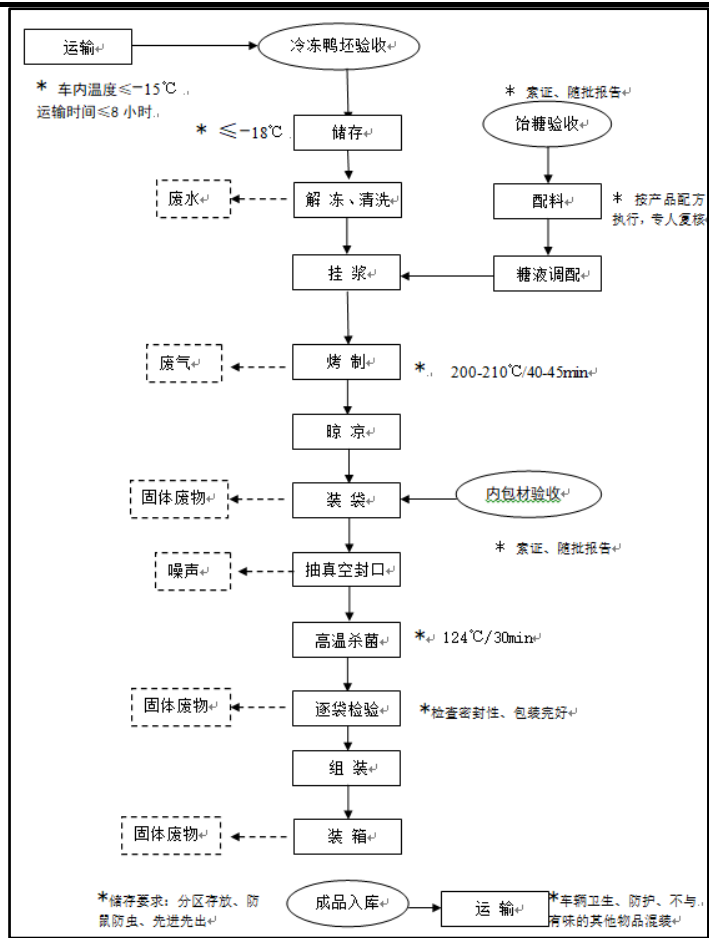 运输
冷冻鸭坯验收
* 车内温度≤-15℃
运输时间≤8 小时
* 索证、随批报告
饴糖验收
* ≤-18℃
储存
废水
解 冻、清洗
配料
* 按产品配方
执行，专人复核
挂 浆
糖液调配
废气
烤 制
* 200-210℃/40-45min
晾 凉
固体废物
装 袋
内包材验收
* 索证、随批报告
噪声
抽真空封口
高温杀菌
* 124℃/30min
固体废物
逐袋检验
*检查密封性、包装完好
组 装
固体废物
装 箱
*储存要求：分区存放、防
鼠防虫、先进先出
成品入库
运 输
*车辆卫生、防护、不与
有味的其他物品混装